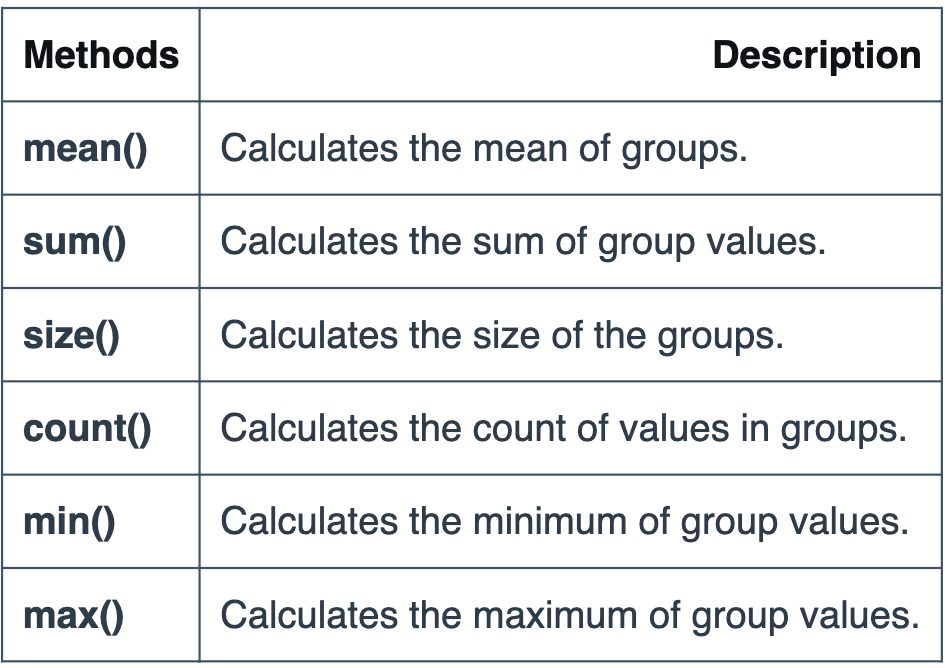 Methods Description
mean() Calculates the mean of groups.
sum() Calculates the sum of group values.
size() Calculates the size of the groups.
count() Calculates the count of values in groups.
min() Calculates the minimum of group values.
max() Calculates the maximum of group values.